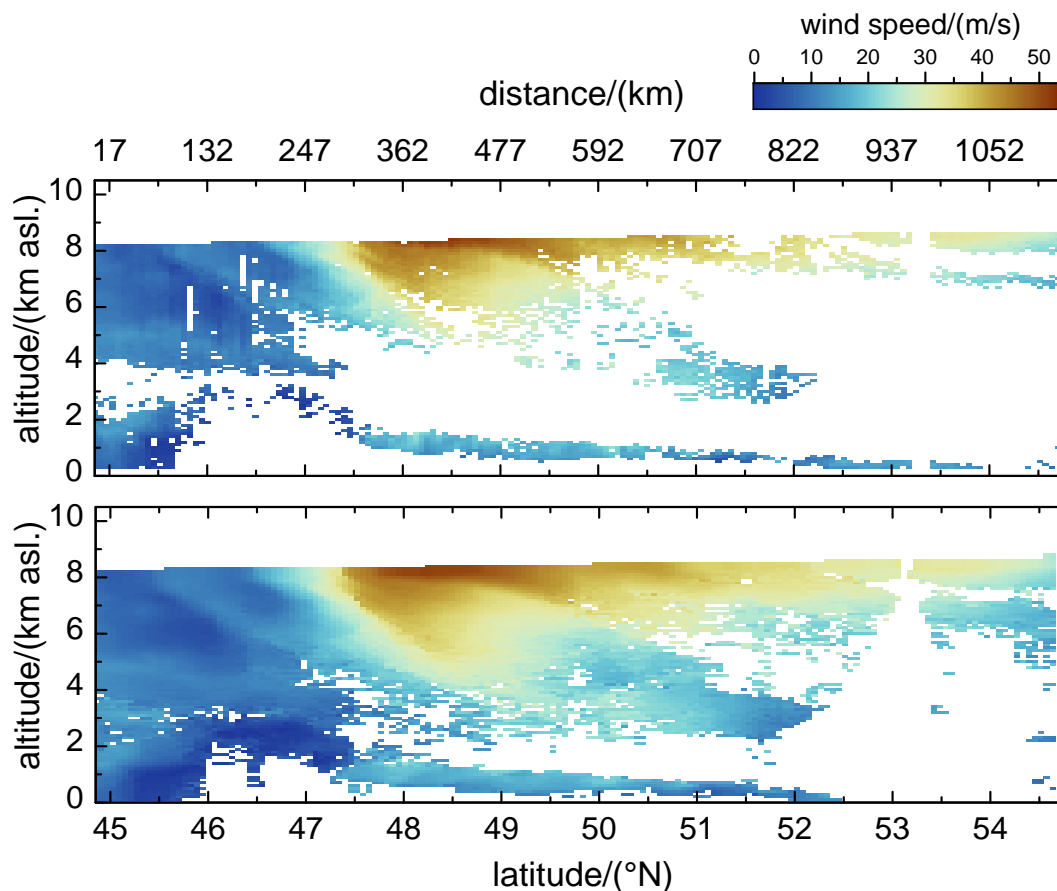 wind speed/(m/s)
0 10 20 30 40 50
distance/(km)
17 132 247 362 477 592 707 822 937 1052
altitude/(km asl.)
10
8
6
4
2
0
altitude/(km asl.)
10
8
6
4
2
0
45 46 47 48 49 50 51 52 53 54
latitude/(°N)